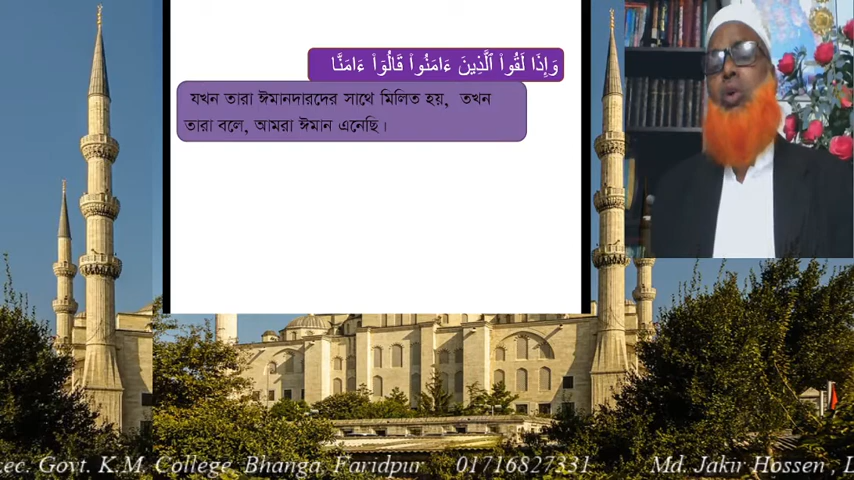 وَإِذَا لَقُوا۟ ٱلَّذِينَ ءَامَنُوا۟ قَالُوٓا۟ ءَامَنَّا
যখন তারা ঈমানদারদের সাথে মিলিত হয়, তখন
তারা বলে, আমরা ঈমান এনেছি।
Lec. Govt. K.M. College, Bhanga, Faridpur 01716827331 Md. Jakir Hossen ,